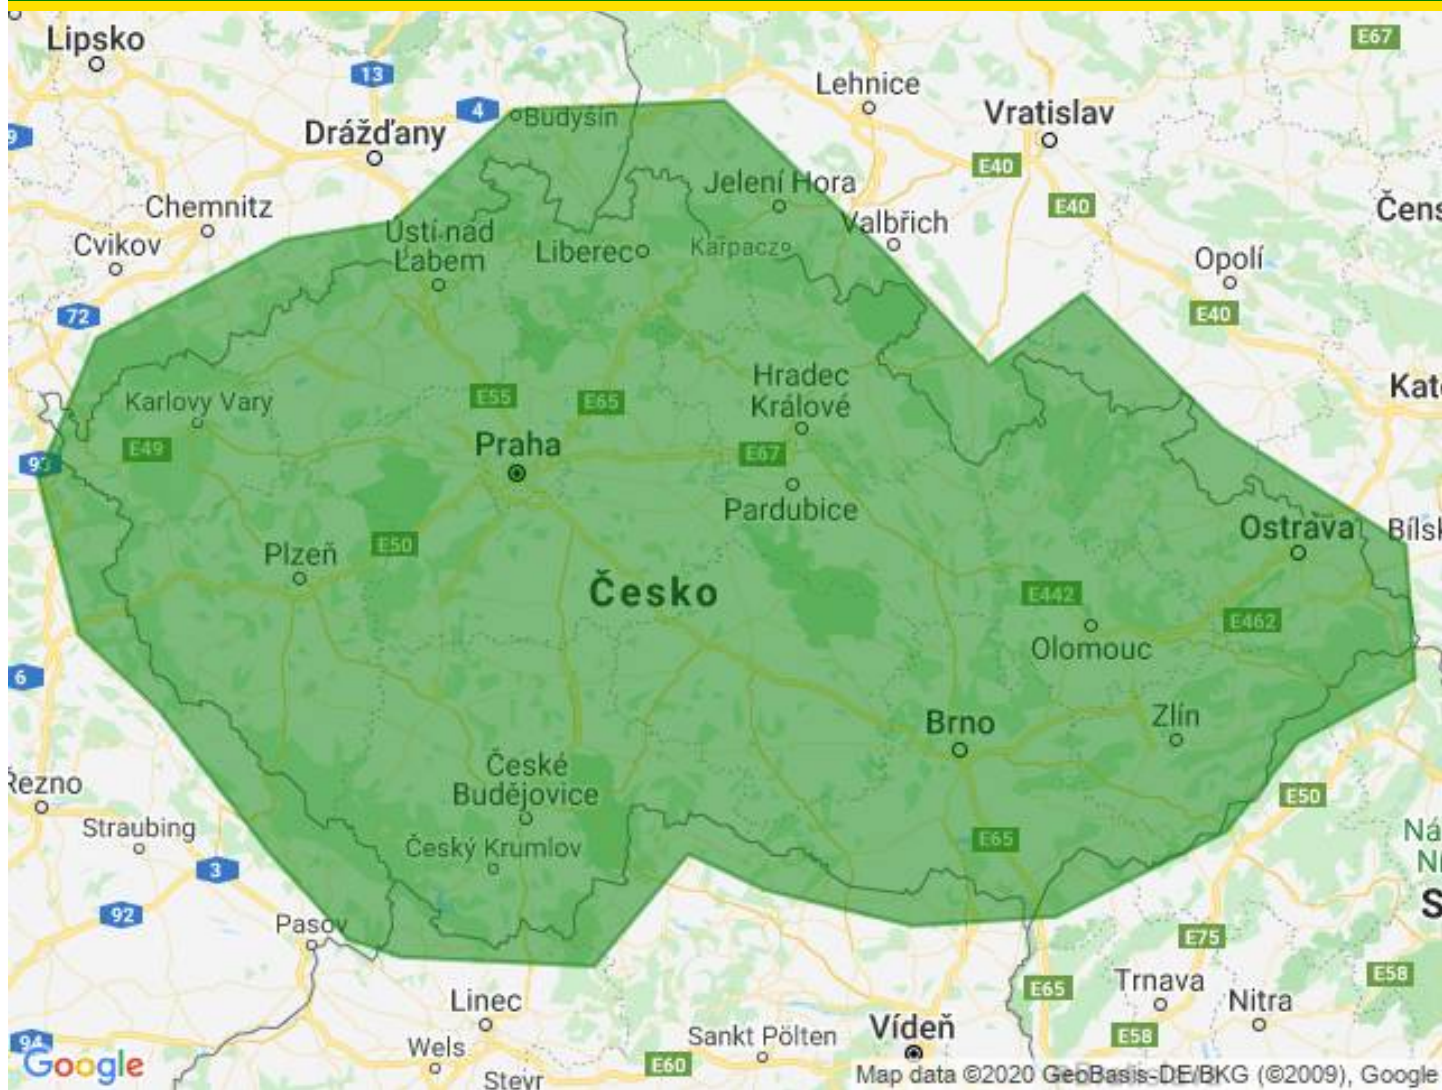 Lipsko
E67
13
Lehnice
4
Budyšín
Vratislav
Drážďany
E40
Jelení Hora
Chemnitz
E40
Čens
Valbřich
Cvikov
Ústí nad
Labem
Liberec
Karpacz
Opolí
72
E40
Hradec
Králové
Kat
Karlovy Vary
E55
E65
Praha
E49
E67
93
Pardubice
Ostrava
Bílsk
Plzeň
E50
Česko
E442
E462
Olomouc
6
Brno
Zlín
České
Budějovice
Řezno
E50
Straubing
Český Krumlov
E65
Ná
Ní
3
S
92
Pasov
E75
E58
Linec
E65
Trnava
Nitra
Vídeň
Sankt Pölten
E58
94
Google
Wels
E60
Steyr
Map data ©2020 GeoBasis-DE/BKG (©2009), Google